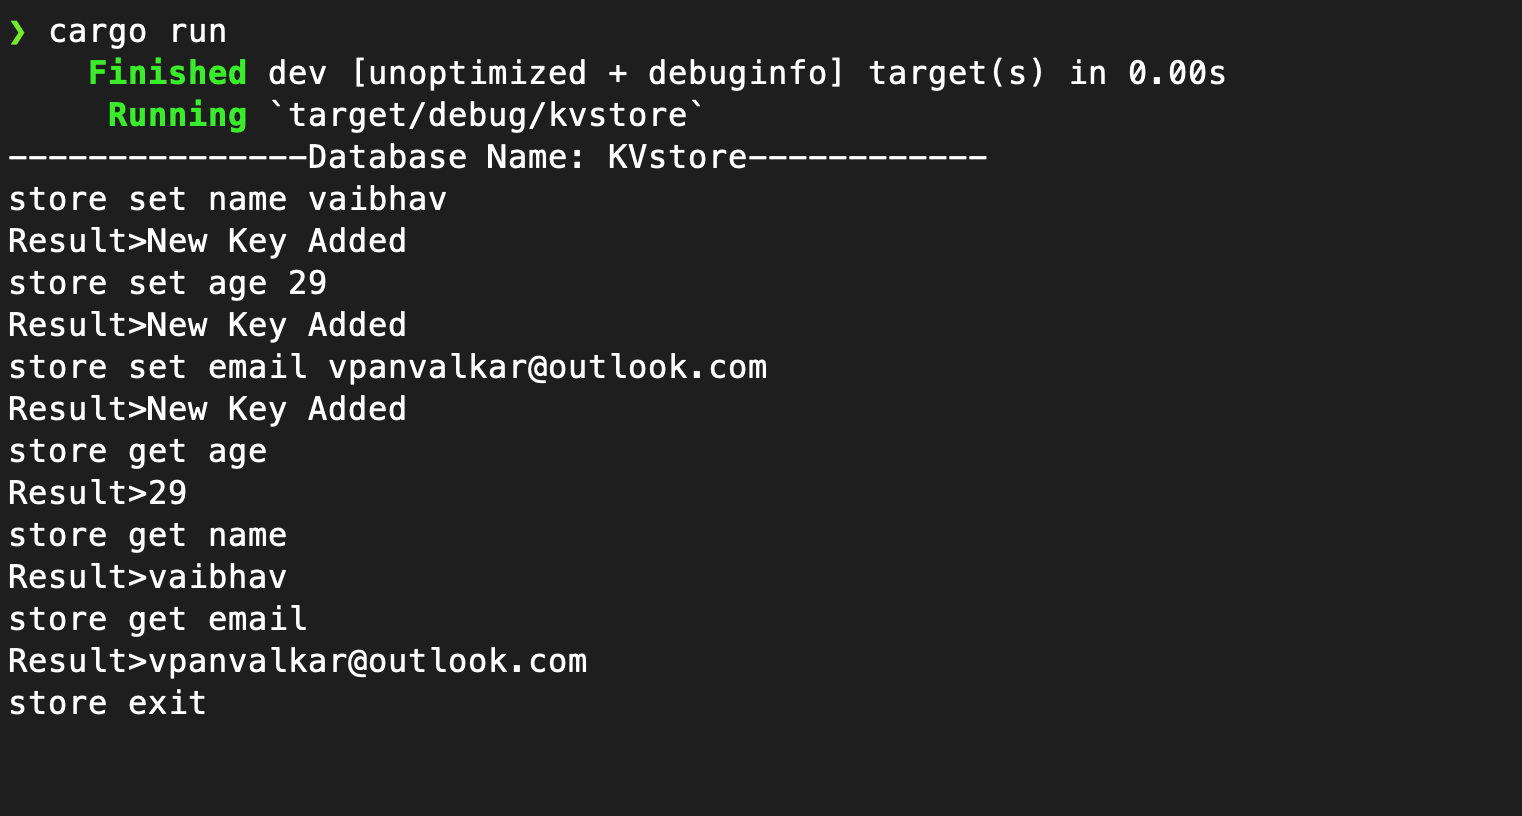 ❯ cargo run
    Finished dev [unoptimized + debuginfo] target(s) in 0.00s
     Running `target/debug/kvstore`
---------------Database Name: KVstore------------
store set name vaibhav
Result>New Key Added
store set age 29
Result>New Key Added
store set email vpanvalkar@outlook.com
Result>New Key Added
store get age
Result>29
store get name
Result>vaibhav
store get email
Result>vpanvalkar@outlook.com
store exit